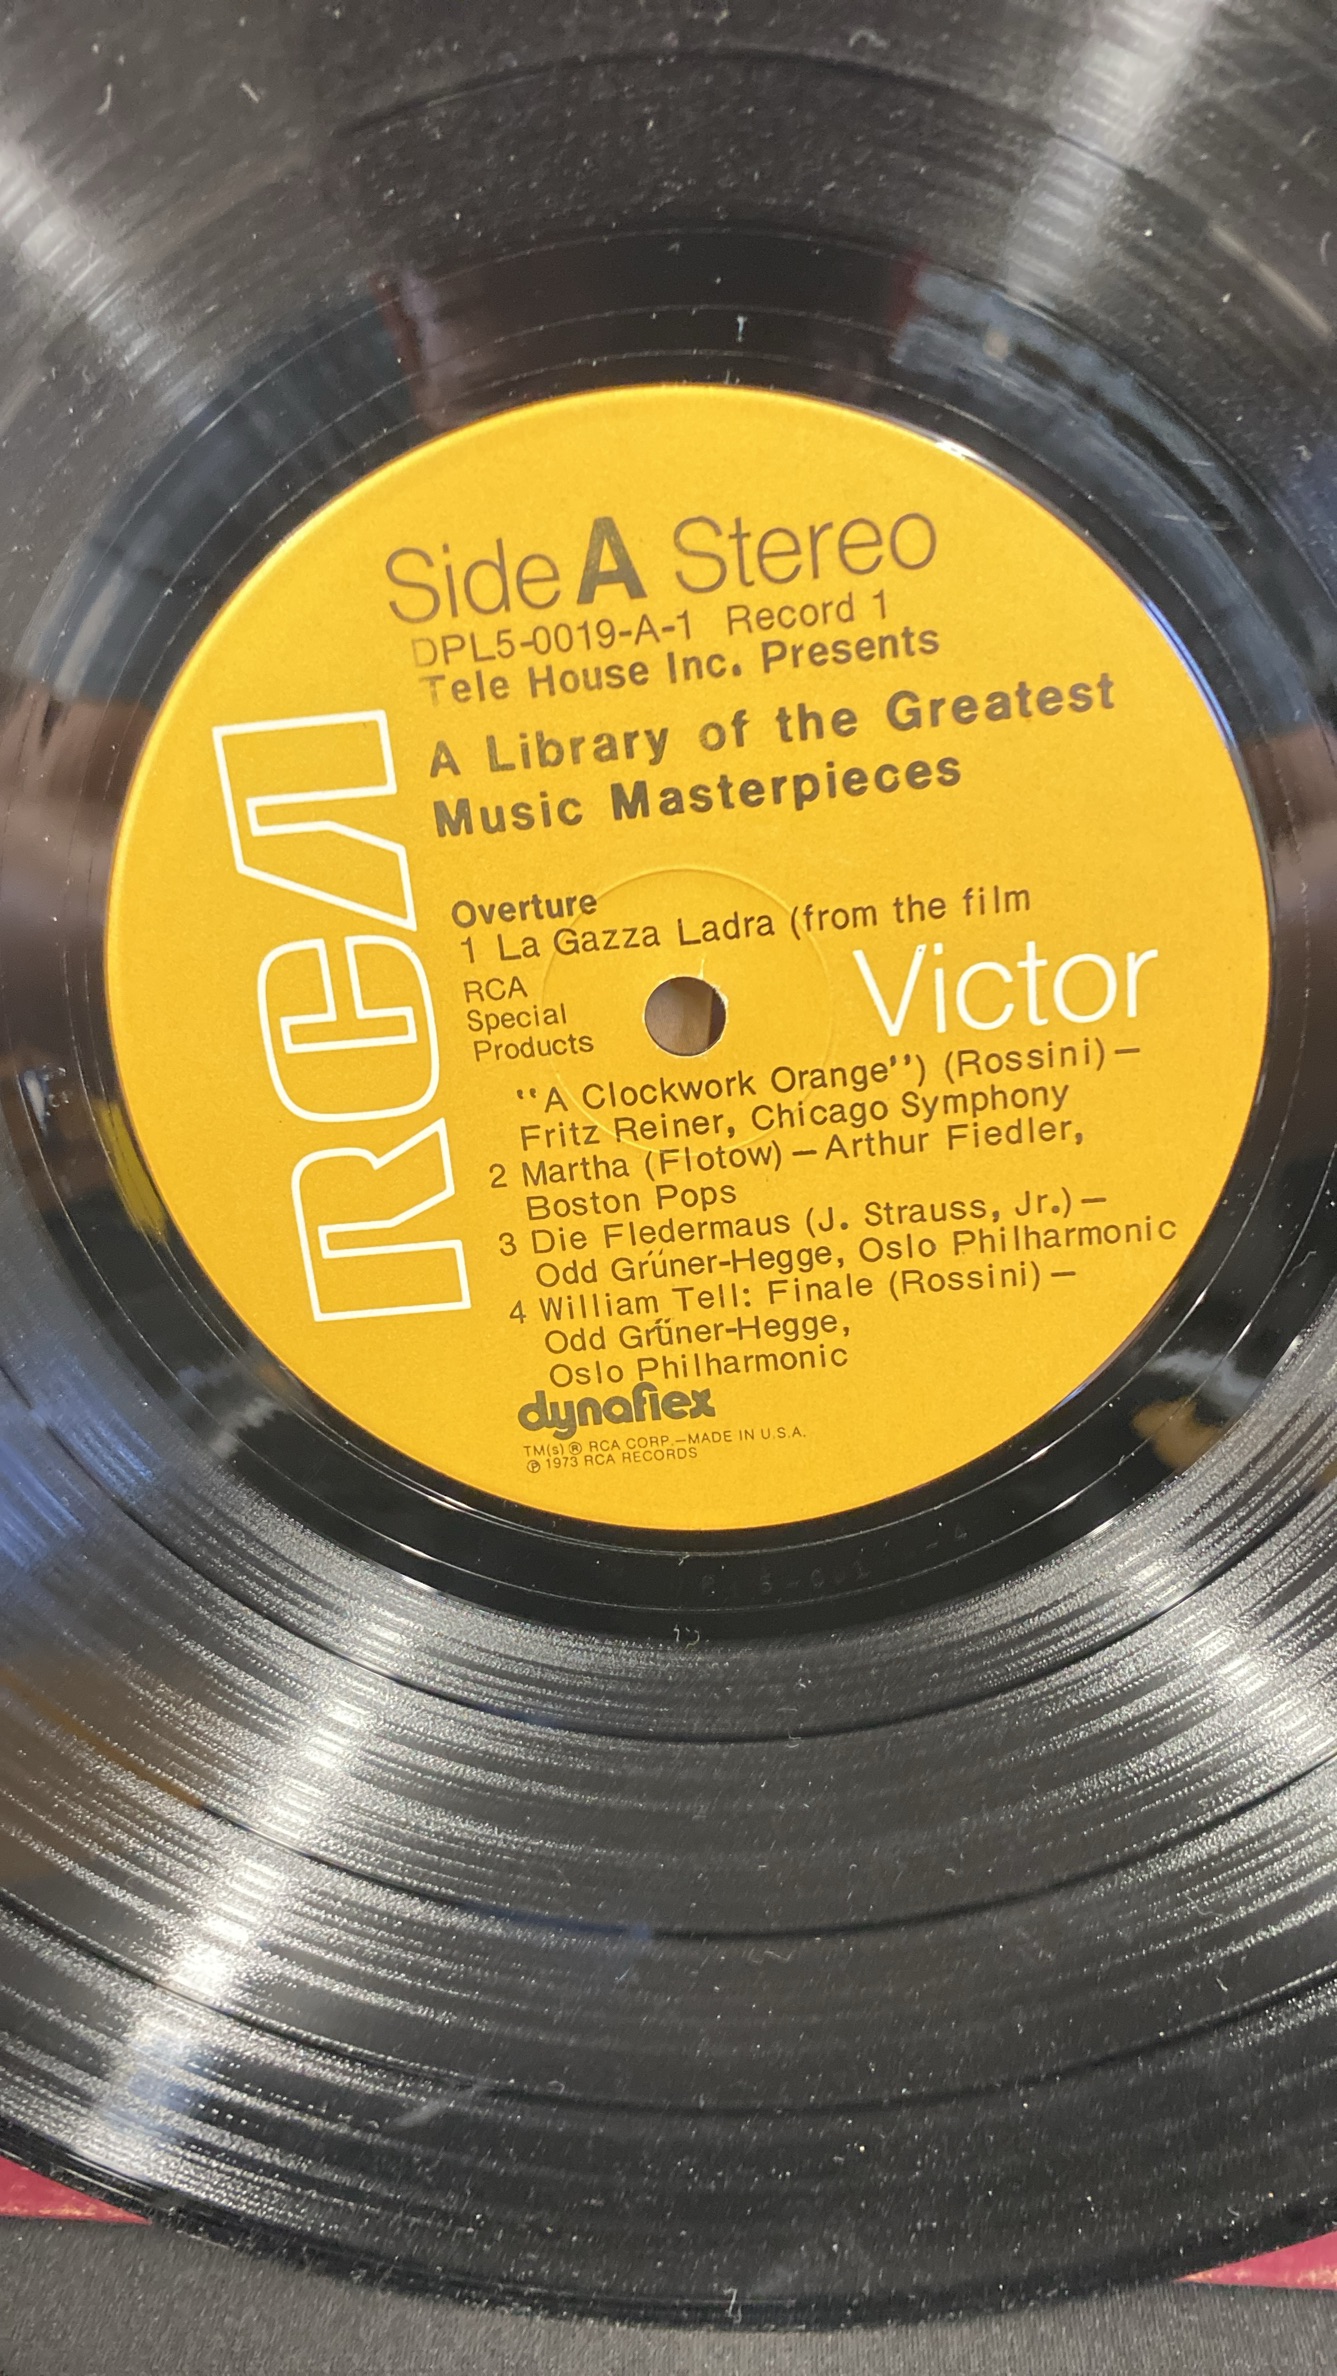 Side A Stereo
DPL5-0019-A-1 Record 1
Tele House Inc. Presents
A Library of the Greatest
Music Masterpieces
RCA
Overture
1 La Gazza Ladra (from the film
RCA
Special
Products
Victor
“A Clockwork Orange”) (Rossini) —
Fritz Reiner, Chicago Symphony
2 Martha (Flotow) — Arthur Fiedler,
Boston Pops
3 Die Fledermaus (J. Strauss, Jr.) —
Odd Grüner-Hegge, Oslo Philharmonic
4 William Tell: Finale (Rossini) —
Odd Grüner-Hegge,
Oslo Philharmonic
dynaflex
TM(s) ® RCA CORP.—MADE IN U.S.A.
℗ 1973 RCA RECORDS